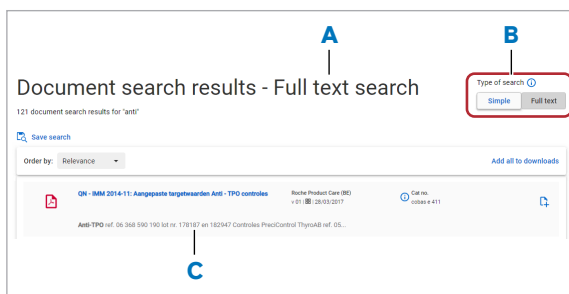 A
B
Document search results - Full text search
Type of search
Simple Full text
121 document search results for "anti"
Save search
Order by: Relevance
Add all to downloads
QN - IMM 2014-11: Aangepaste targetwaarden Anti - TPO controles
Roche Product Care (BE)
v 01 | BE | 28/03/2017
Cat no.
cobas e 411
Anti-TPO ref. 06 368 590 190 lot nr. 178187 en 182947 Controles PreciControl ThyroAB ref. 05...
C